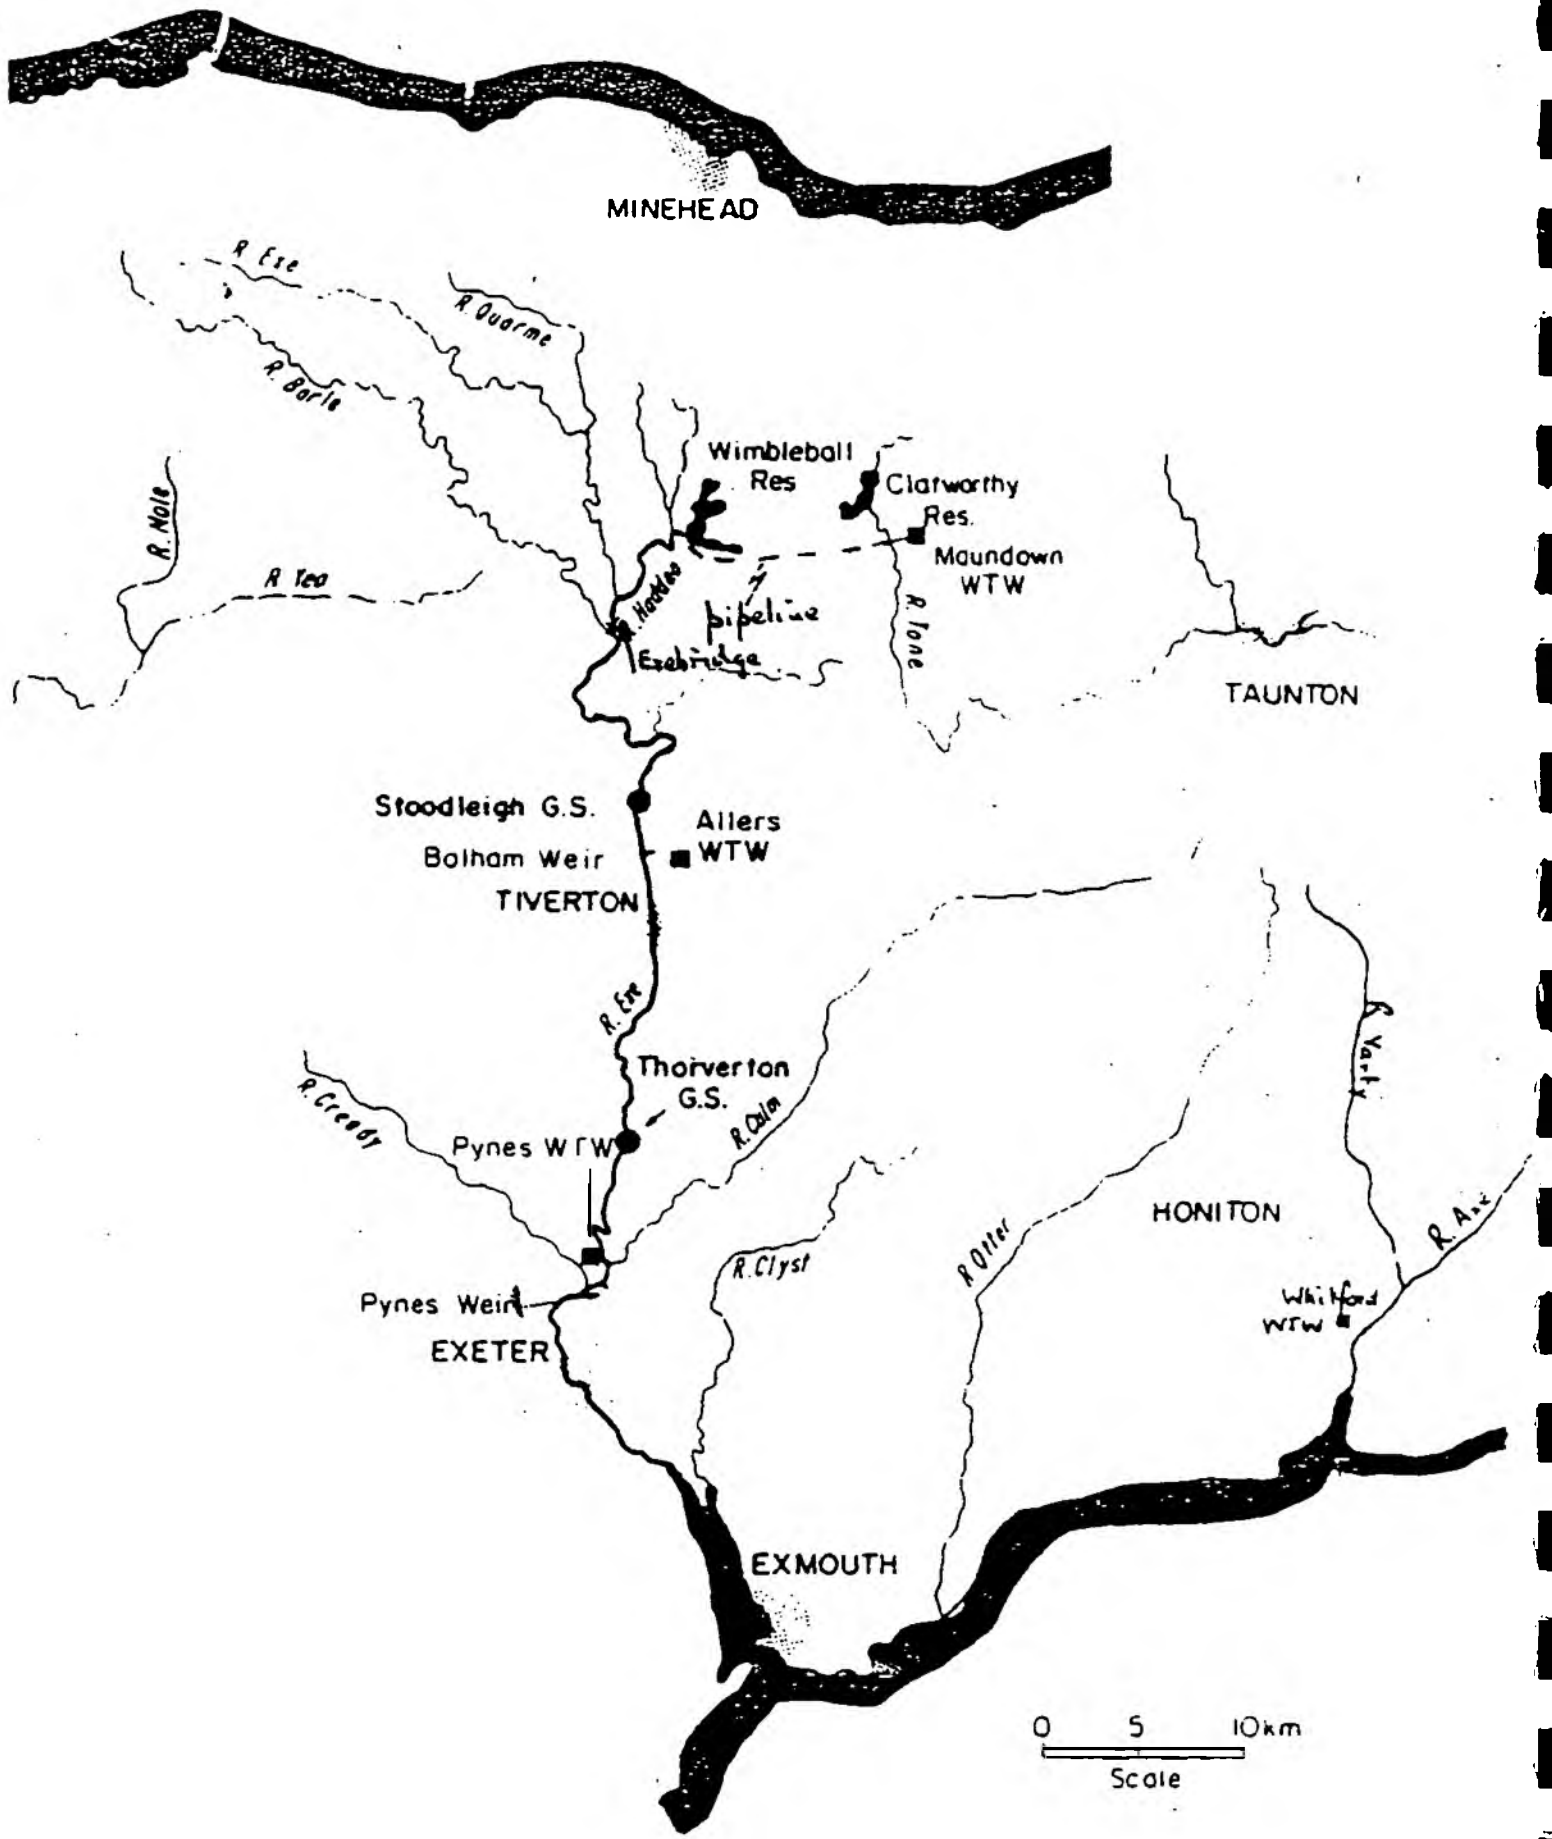 MINEHEAD
R Exe
R. Quarme
R. Barle
Wimbleball
Res
Clatworthy
Res.
R. Mole
Maundown
WTW
R Yeo
R. Haddeo
pipeline
R. Tone
Exebridge
TAUNTON
Stoodleigh G.S.
Allers
WTW
Bolham Weir
TIVERTON
R. Exe
R Yarty
Thorverton
G.S.
R. Creedy
R. Culm
Pynes WTW
HONITON
R. Axe
R Otter
R. Clyst
Whitford
WTW
Pynes Weir
EXETER
EXMOUTH
0 5 10km
Scale